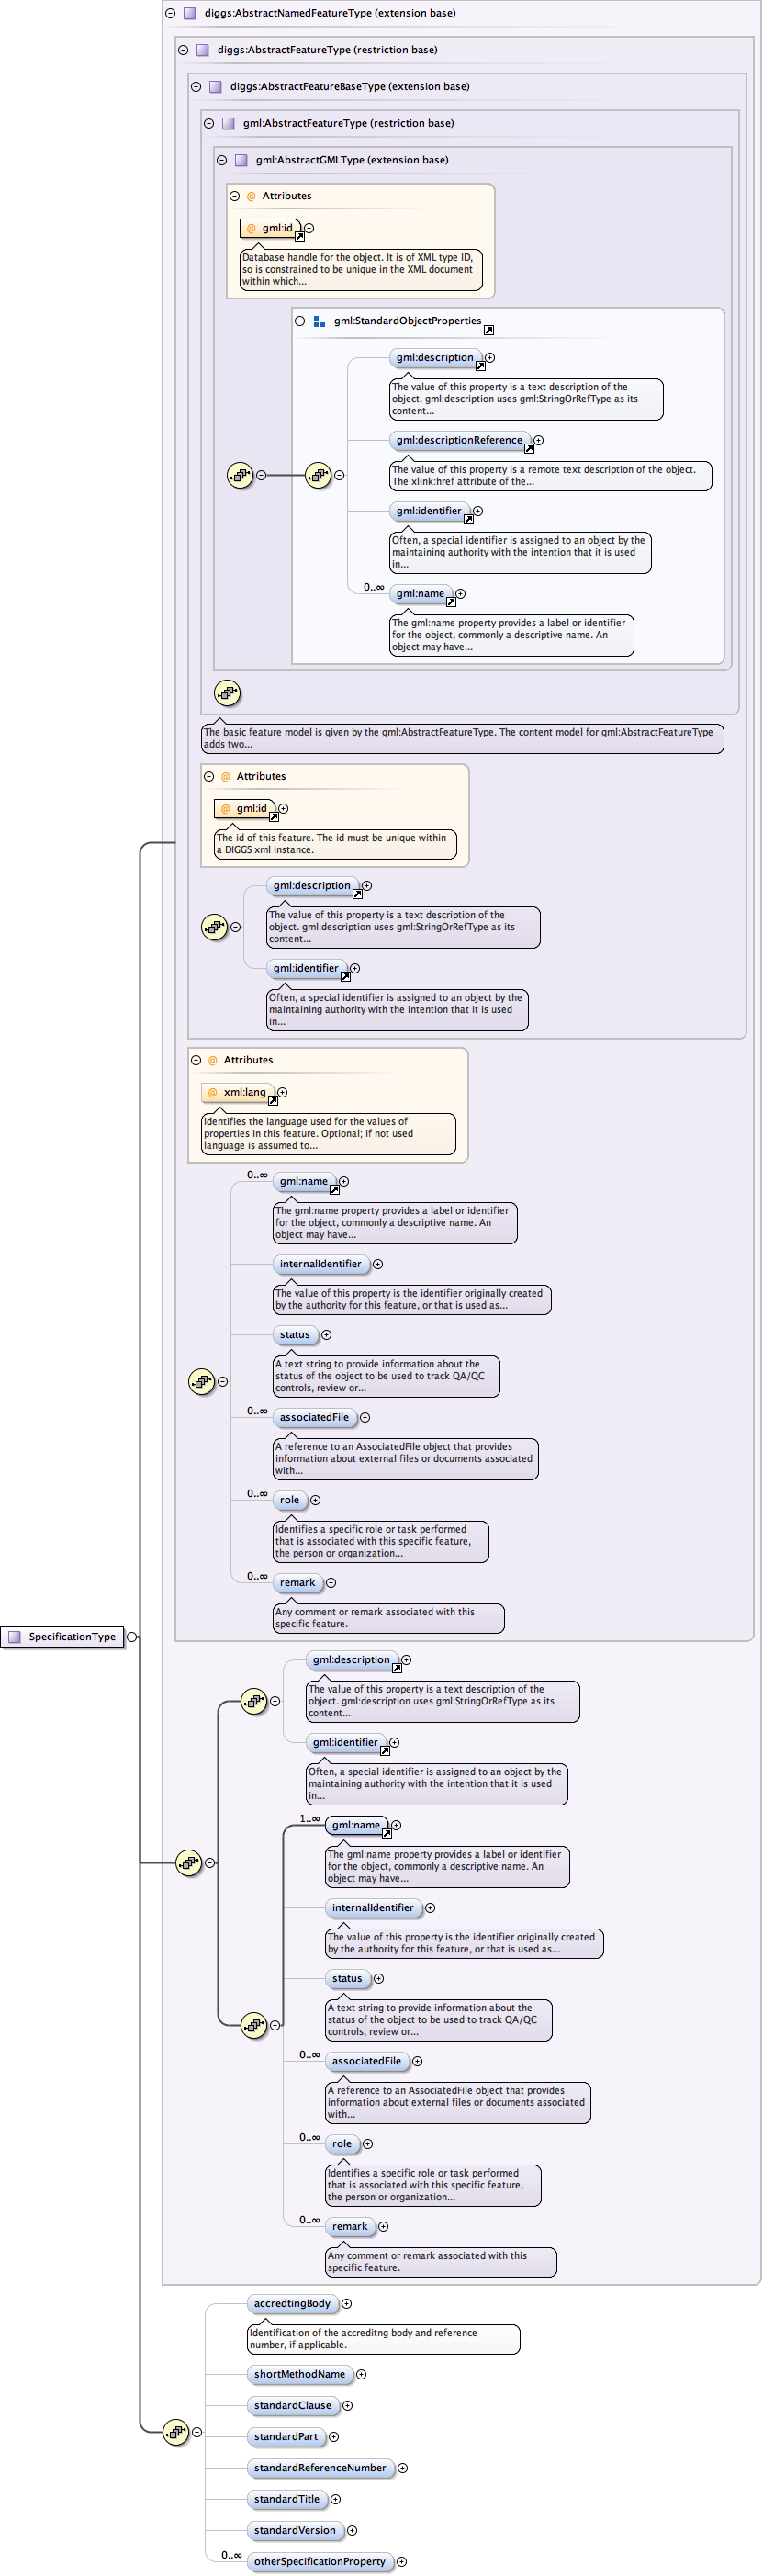 diggs:AbstractNamedFeatureType (extension base)
diggs:AbstractFeatureType (restriction base)
diggs:AbstractFeatureBaseType (extension base)
gml:AbstractFeatureType (restriction base)
gml:AbstractGMLType (extension base)
@ Attributes
@ gml:id
Database handle for the object. It is of XML type ID,
so is constrained to be unique in the XML document
within which...
gml:StandardObjectProperties
gml:description
The value of this property is a text description of the
object. gml:description uses gml:StringOrRefType as its
content...
gml:descriptionReference
The value of this property is a remote text description of the object.
The xlink:href attribute of the...
gml:identifier
Often, a special identifier is assigned to an object by the
maintaining authority with the intention that it is used
in...
0..∞
gml:name
The gml:name property provides a label or identifier
for the object, commonly a descriptive name. An
object may have...
The basic feature model is given by the gml:AbstractFeatureType. The content model for gml:AbstractFeatureType
adds two...
@ Attributes
@ gml:id
The id of this feature. The id must be unique within
a DIGGS xml instance.
gml:description
The value of this property is a text description of the
object. gml:description uses gml:StringOrRefType as its
content...
gml:identifier
Often, a special identifier is assigned to an object by the
maintaining authority with the intention that it is used
in...
@ Attributes
@ xml:lang
Identifies the language used for the values of
properties in this feature. Optional; if not used
language is assumed to...
0..∞
gml:name
The gml:name property provides a label or identifier
for the object, commonly a descriptive name. An
object may have...
internalIdentifier
The value of this property is the identifier originally created
by the authority for this feature, or that is used as...
status
A text string to provide information about the
status of the object to be used to track QA/QC
controls, review or...
0..∞
associatedFile
A reference to an AssociatedFile object that provides
information about external files or documents associated
with...
0..∞
role
Identifies a specific role or task performed
that is associated with this specific feature,
the person or organization...
0..∞
remark
Any comment or remark associated with this
specific feature.
SpecificationType
gml:description
The value of this property is a text description of the
object. gml:description uses gml:StringOrRefType as its
content...
gml:identifier
Often, a special identifier is assigned to an object by the
maintaining authority with the intention that it is used
in...
1..∞
gml:name
The gml:name property provides a label or identifier
for the object, commonly a descriptive name. An
object may have...
internalIdentifier
The value of this property is the identifier originally created
by the authority for this feature, or that is used as...
status
A text string to provide information about the
status of the object to be used to track QA/QC
controls, review or...
0..∞
associatedFile
A reference to an AssociatedFile object that provides
information about external files or documents associated
with...
0..∞
role
Identifies a specific role or task performed
that is associated with this specific feature,
the person or organization...
0..∞
remark
Any comment or remark associated with this
specific feature.
accredtingBody
Identification of the accreditng body and reference
number, if applicable.
shortMethodName
standardClause
standardPart
standardReferenceNumber
standardTitle
standardVersion
0..∞
otherSpecificationProperty